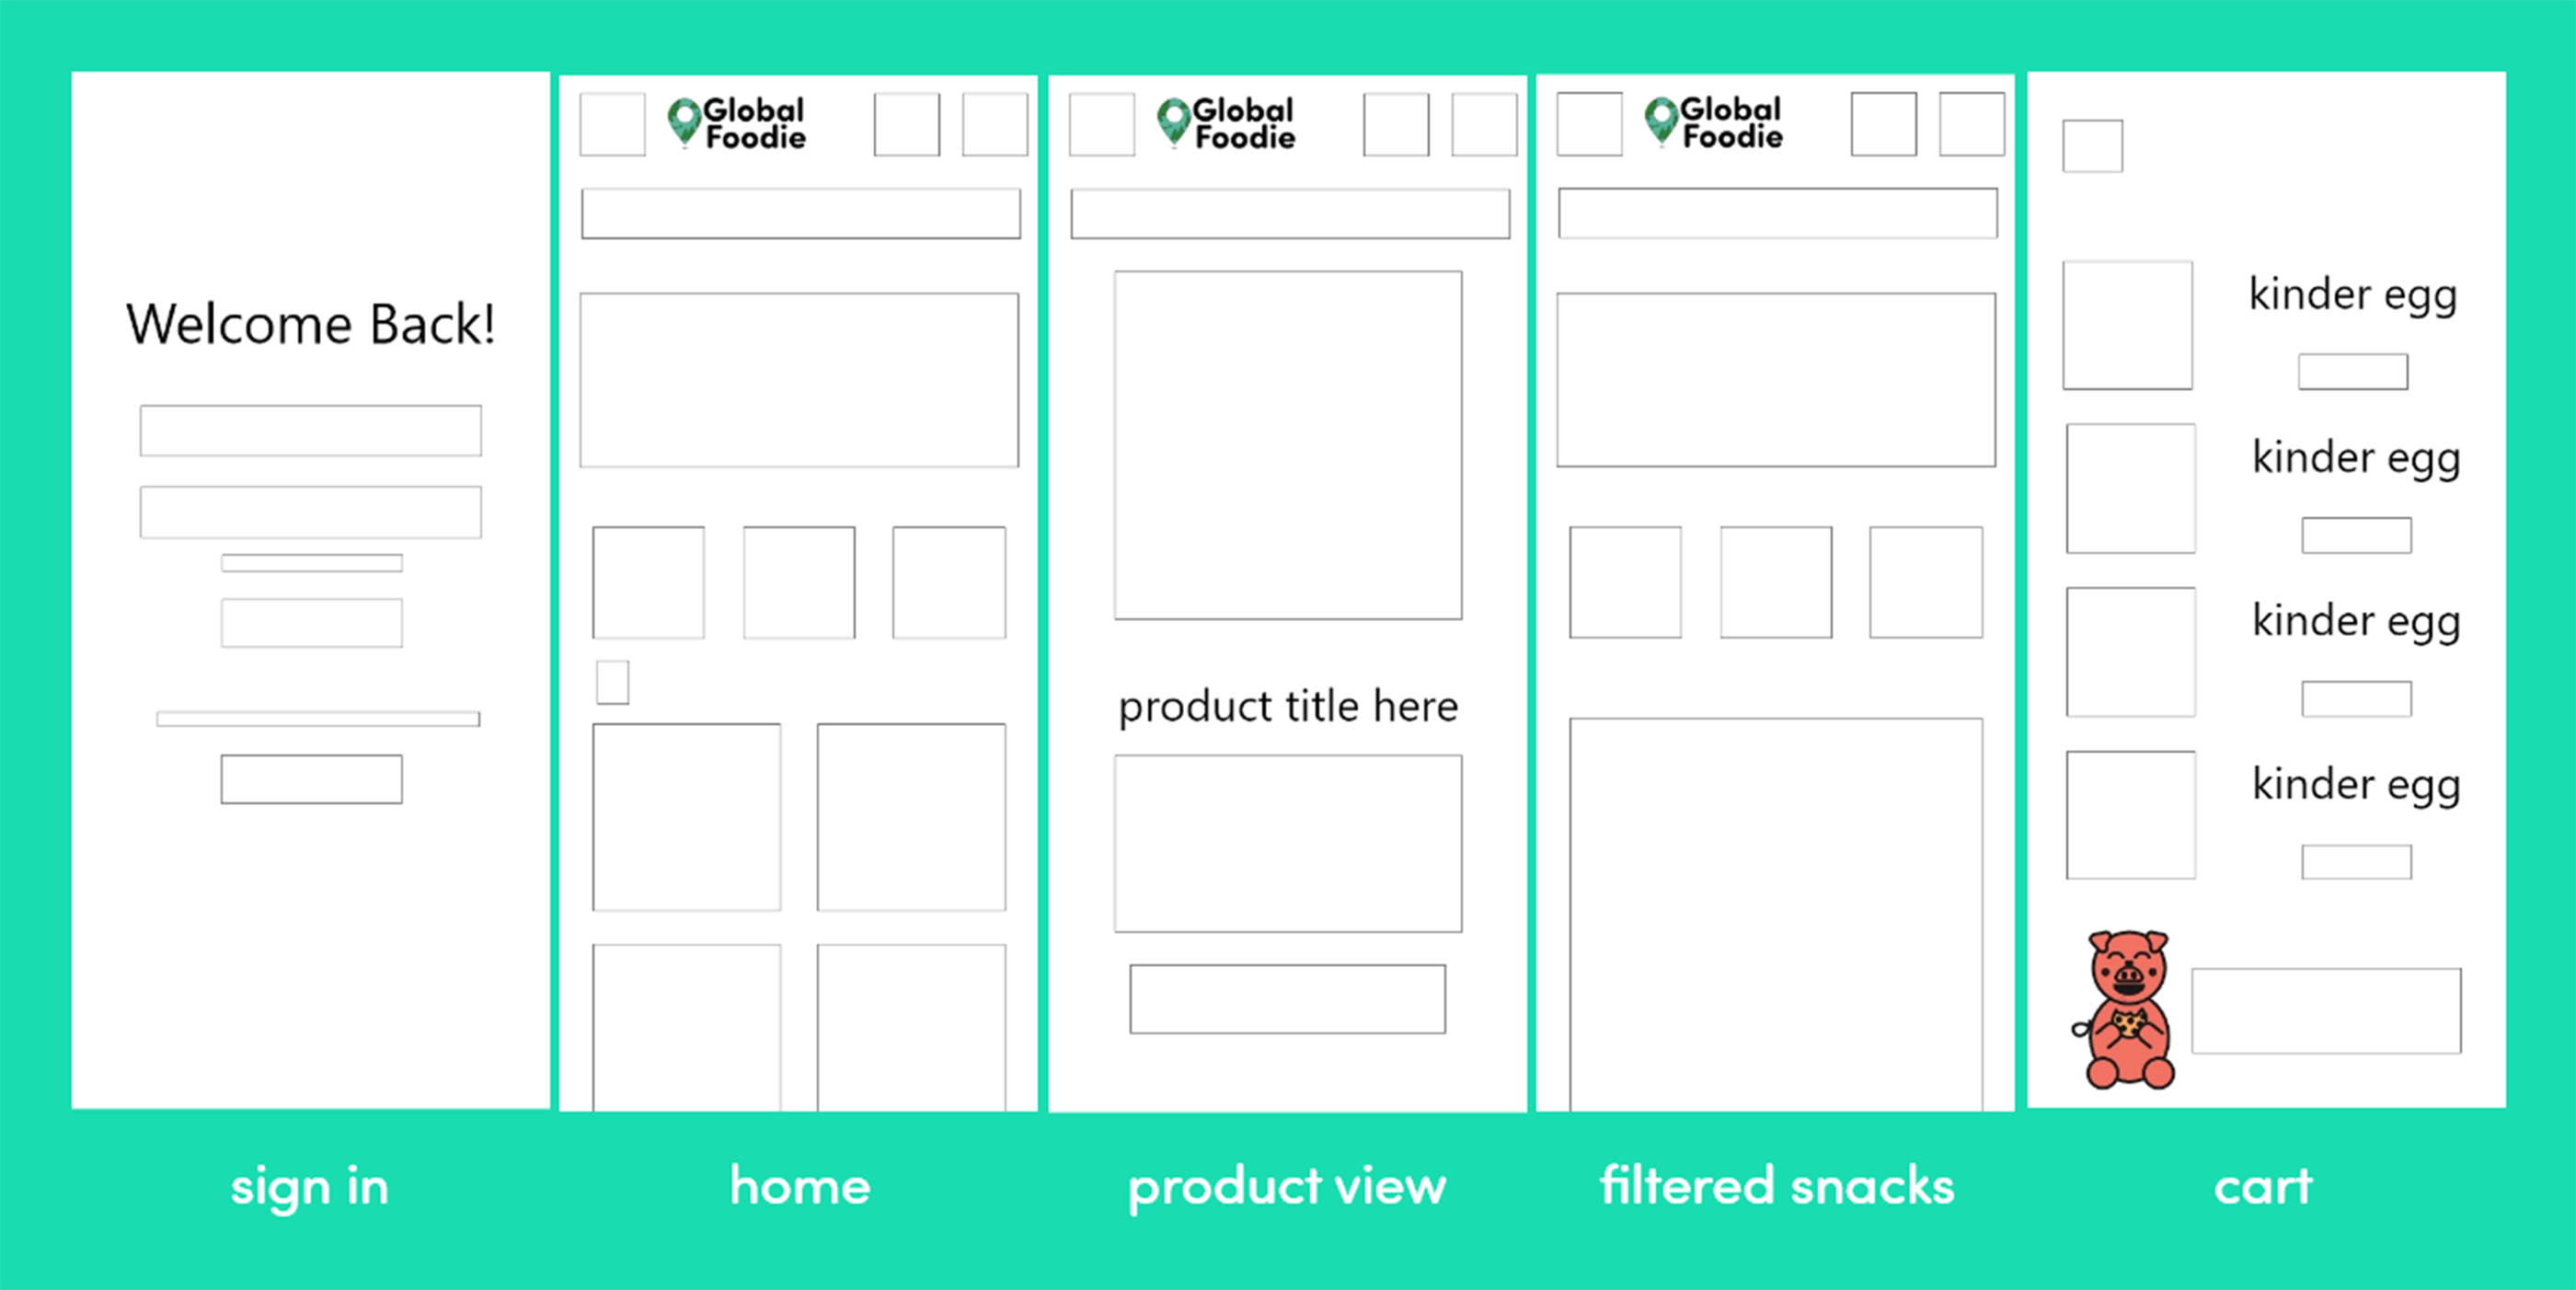 Welcome Back!
Global
Foodie
Global
Foodie
product title here
Global
Foodie
kinder egg
kinder egg
kinder egg
kinder egg
sign in
home
product view
filtered snacks
cart